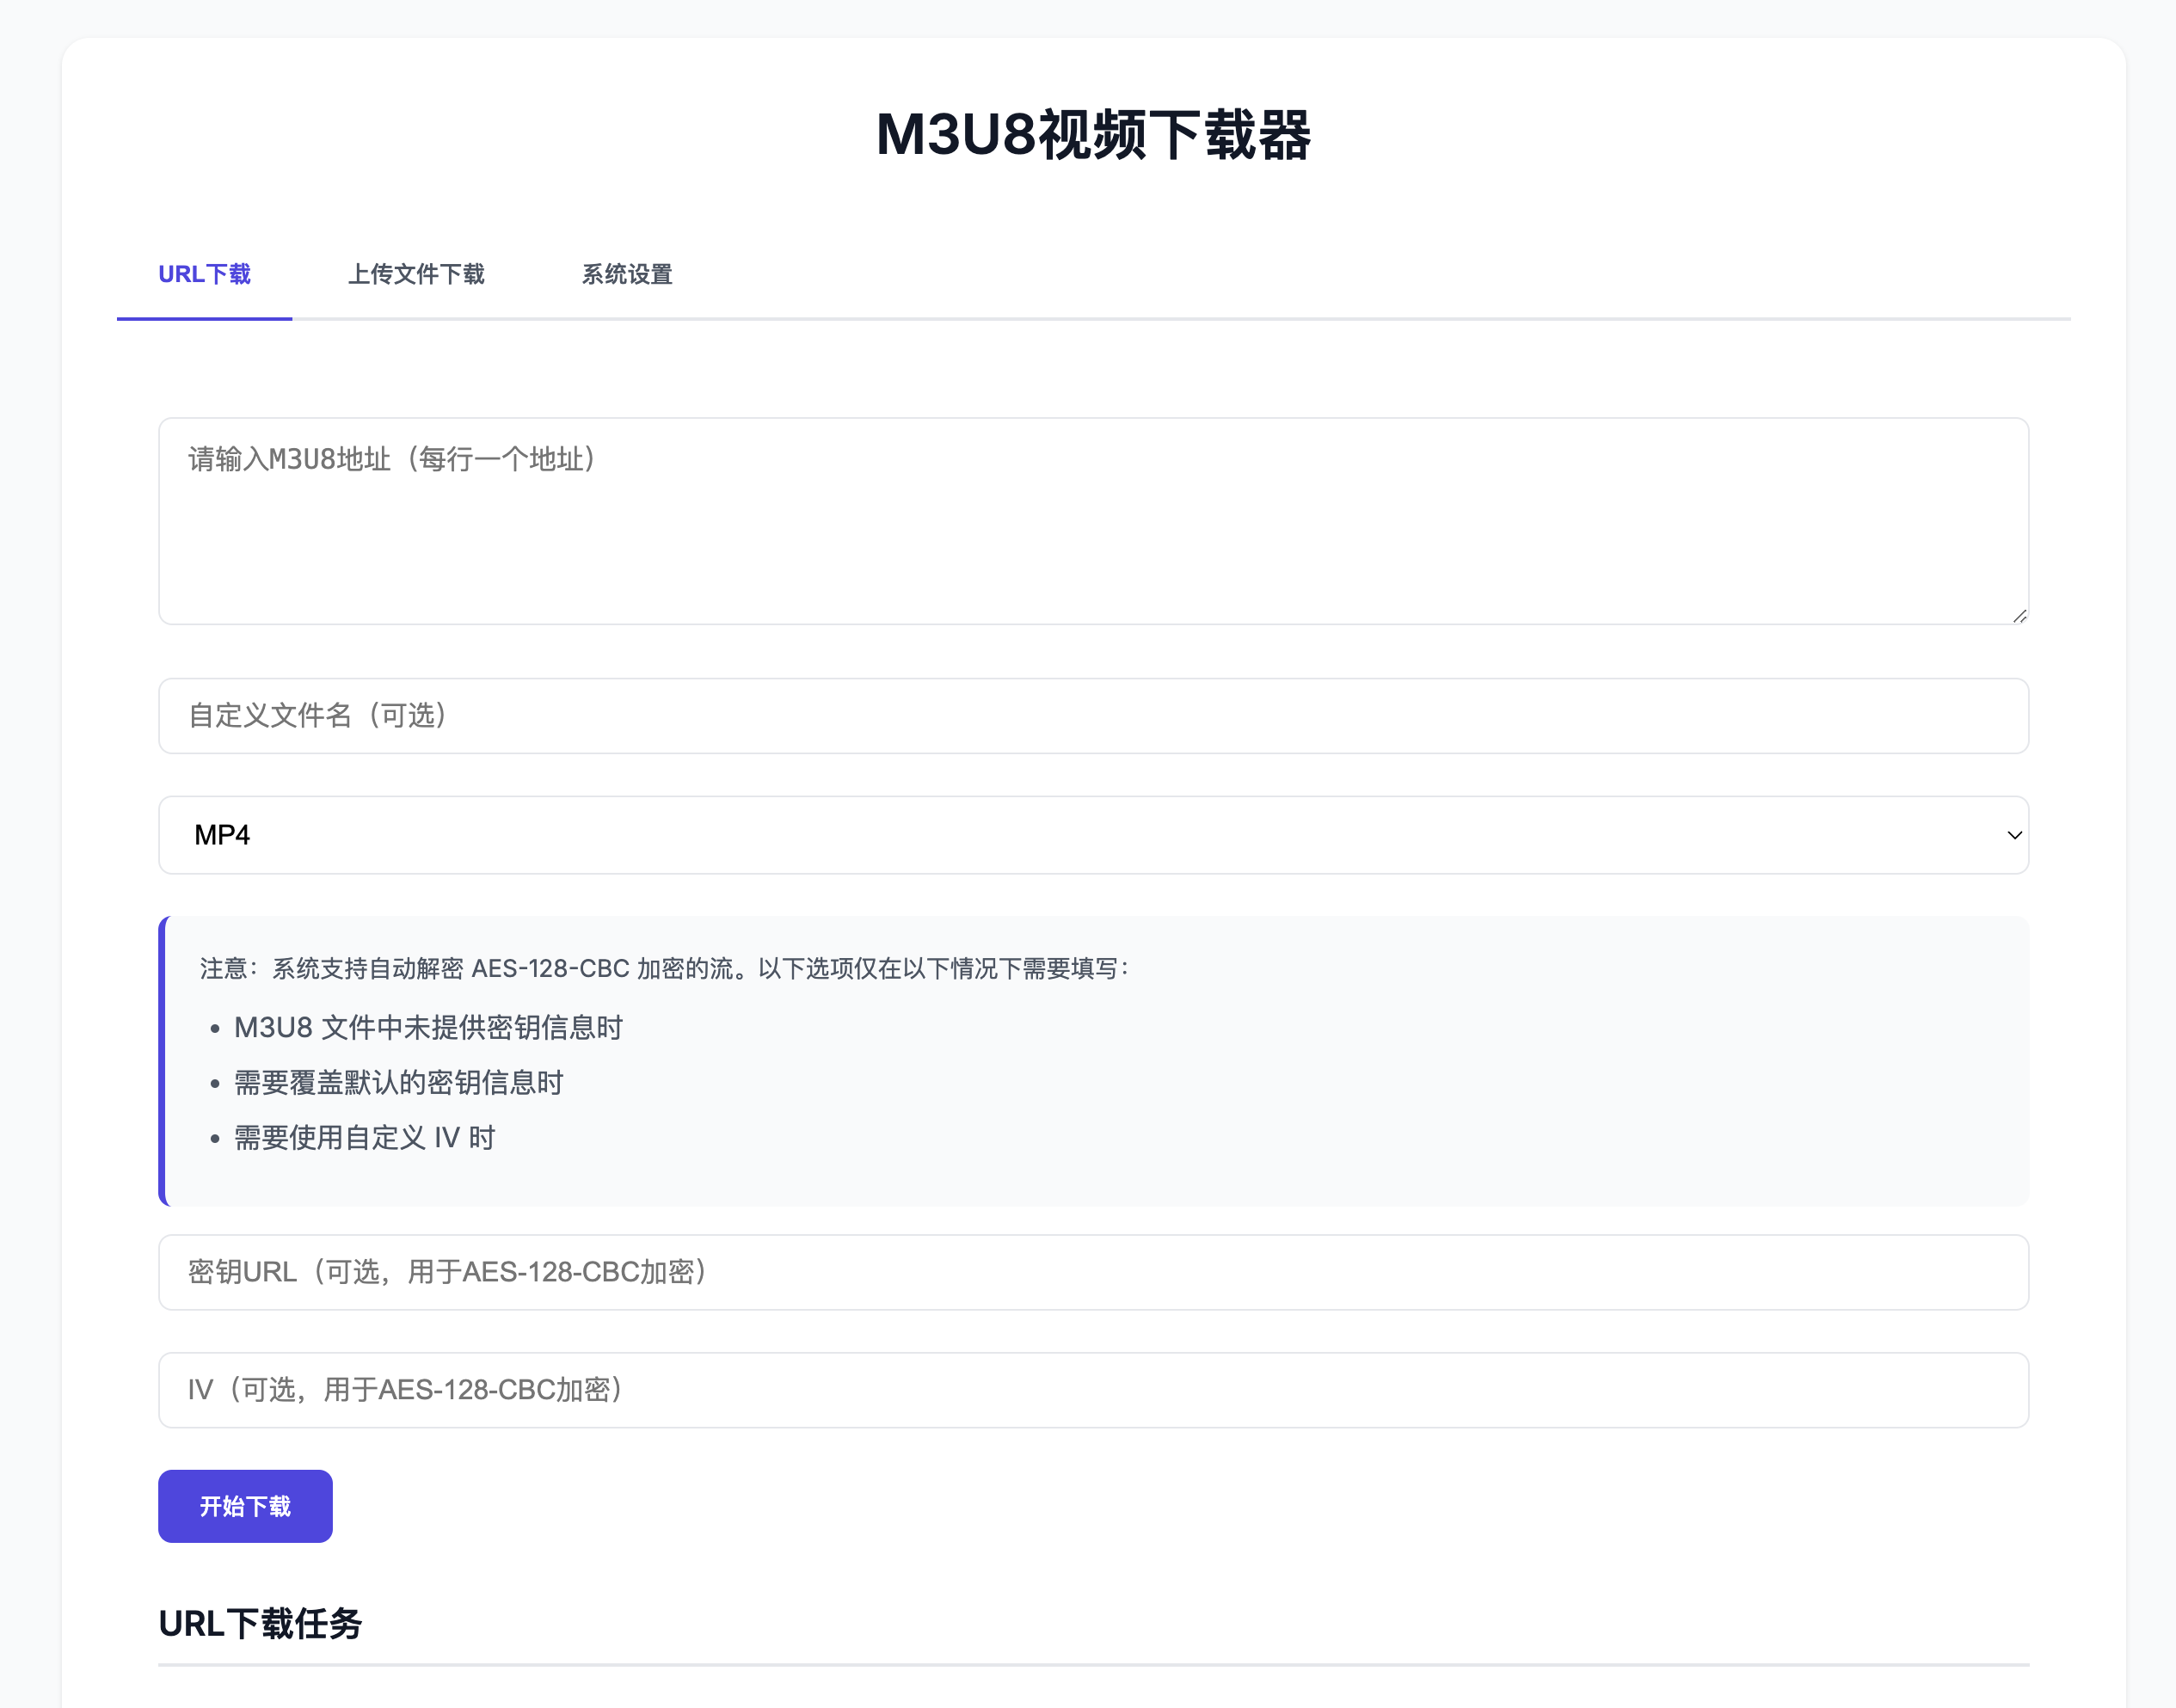 M3U8视频下载器
URL下载
上传文件下载
系统设置
请输入M3U8地址（每行一个地址）
自定义文件名（可选）
MP4
注意：系统支持自动解密 AES-128-CBC 加密的流。以下选项仅在以下情况下需要填写：
• M3U8 文件中未提供密钥信息时
• 需要覆盖默认的密钥信息时
• 需要使用自定义 IV 时
密钥URL（可选，用于AES-128-CBC加密）
IV（可选，用于AES-128-CBC加密）
开始下载
URL下载任务